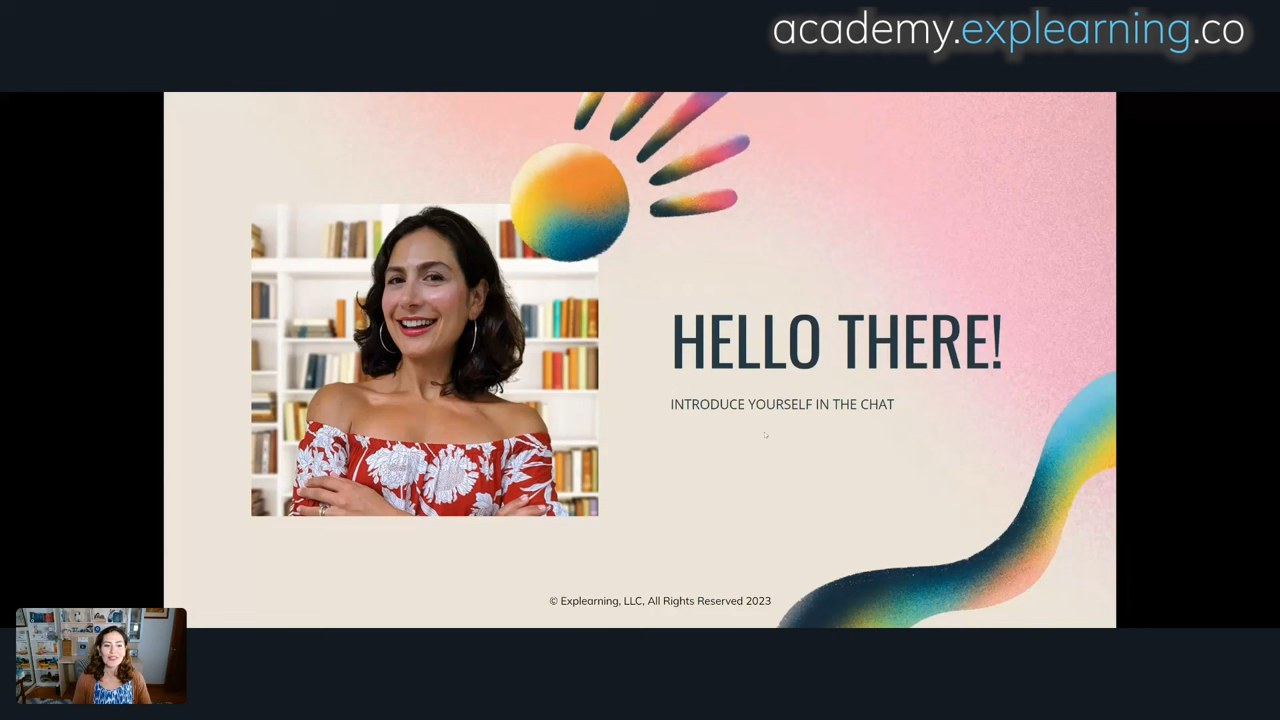 academy.explearning.co
HELLO THERE!
INTRODUCE YOURSELF IN THE CHAT
© Explearning, LLC, All Rights Reserved 2023